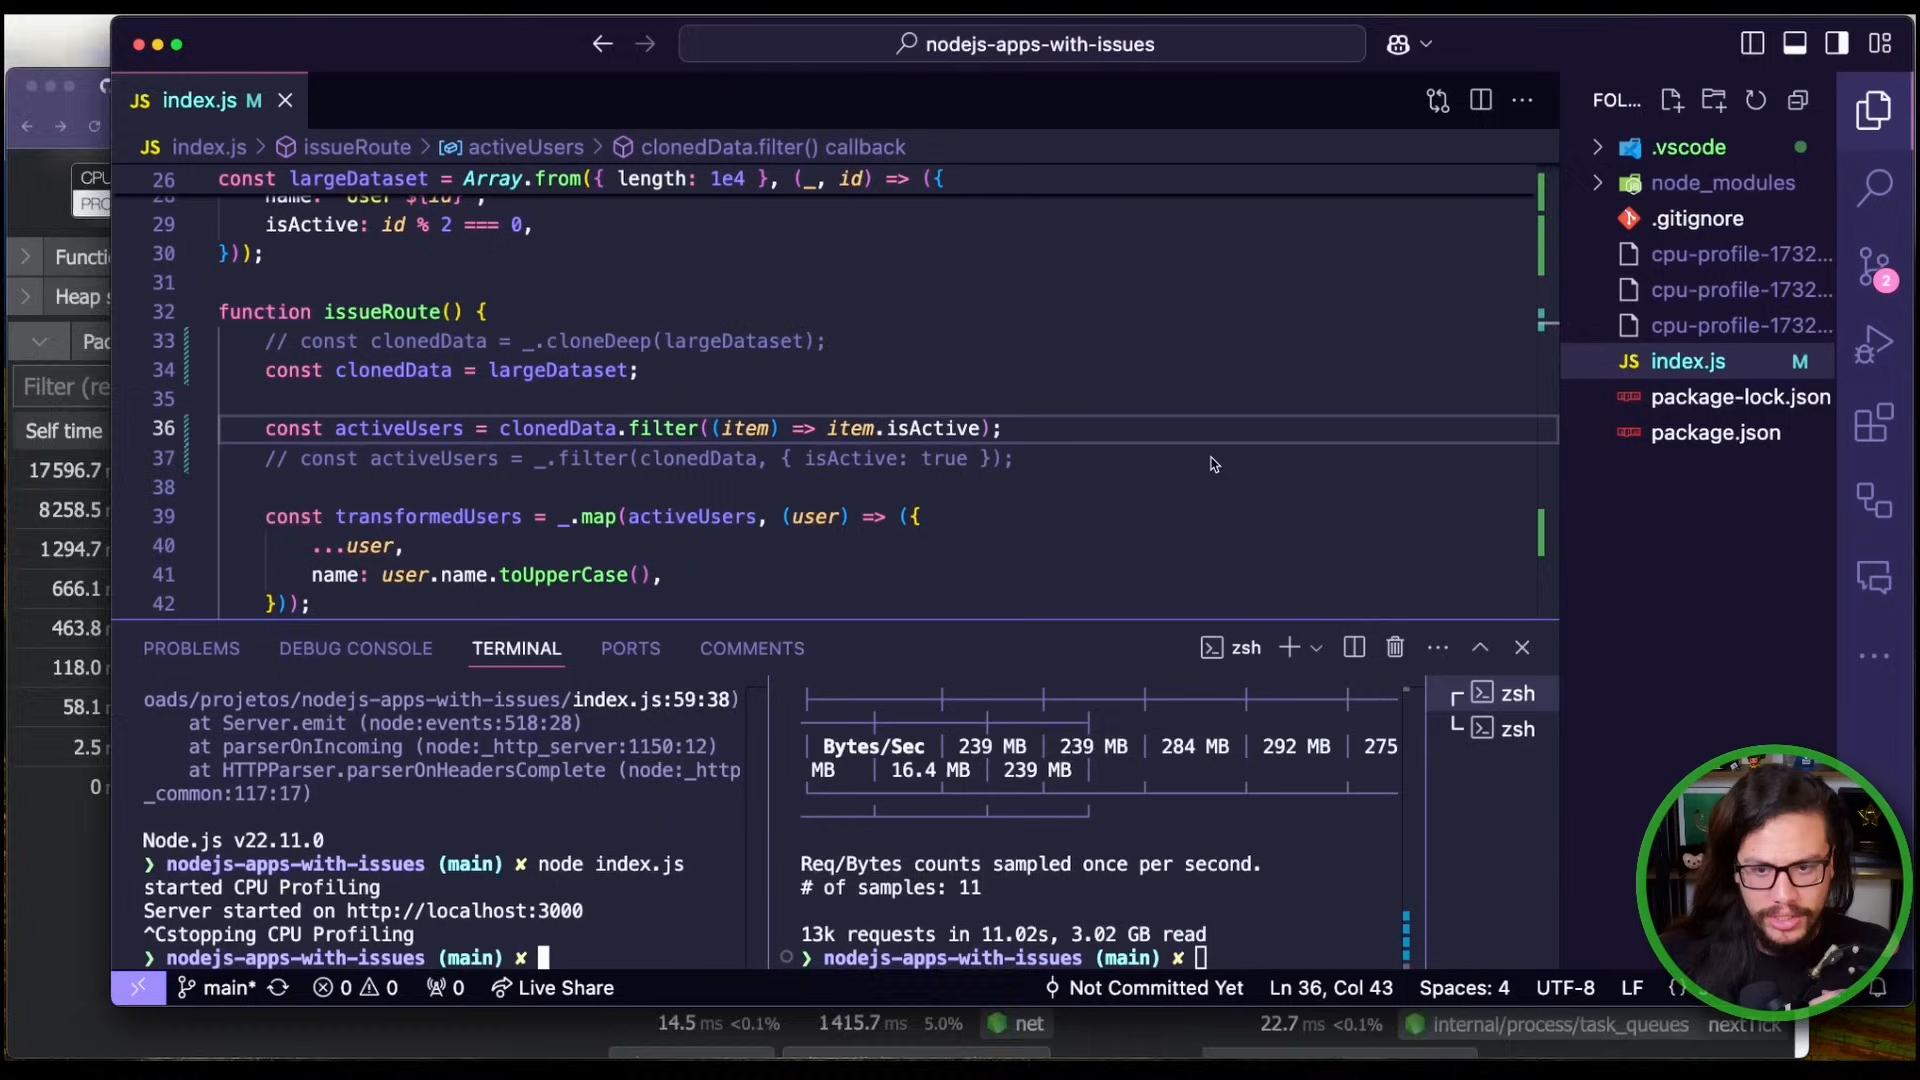 nodejs-apps-with-issues
JS index.js M
JS index.js > issueRoute > activeUsers > clonedData.filter() callback
26 const largeDataset = Array.from({ length: 1e4 }, (_, id) => ({
29 isActive: id % 2 === 0,
30 }));
31
32 function issueRoute() {
33 // const clonedData = _.cloneDeep(largeDataset);
34 const clonedData = largeDataset;
35
36 const activeUsers = clonedData.filter((item) => item.isActive);
37 // const activeUsers = _.filter(clonedData, { isActive: true });
38
39 const transformedUsers = _.map(activeUsers, (user) => ({
40 ...user,
41 name: user.name.toUpperCase(),
42 }));
FOL...
.vscode
node_modules
.gitignore
cpu-profile-1732...
cpu-profile-1732...
cpu-profile-1732...
JS index.js M
package-lock.json
package.json
2
CPU
PRO
Functio
Heap s
Pac
Filter (re
Self time
17596.7
8258.5
1294.7
666.1
463.8
118.0
58.1
2.5
0
PROBLEMS DEBUG CONSOLE TERMINAL PORTS COMMENTS
zsh
zsh
zsh
oads/projetos/nodejs-apps-with-issues/index.js:59:38)
at Server.emit (node:events:518:28)
at parserOnIncoming (node:_http_server:1150:12)
at HTTPParser.parserOnHeadersComplete (node:_http
_common:117:17)
Node.js v22.11.0
❯ nodejs-apps-with-issues (main) ✘ node index.js
started CPU Profiling
Server started on http://localhost:3000
^Cstopping CPU Profiling
❯ nodejs-apps-with-issues (main) ✘
│ Bytes/Sec │ 239 MB │ 239 MB │ 284 MB │ 292 MB │ 275
MB │ 16.4 MB │ 239 MB │
Req/Bytes counts sampled once per second.
# of samples: 11
13k requests in 11.02s, 3.02 GB read
❯ nodejs-apps-with-issues (main) ✘
main* 0 0 0 Live Share Not Committed Yet Ln 36, Col 43 Spaces: 4 UTF-8 LF {}
14.5 ms <0.1% 1415.7 ms 5.0% net 22.7 ms <0.1% internal/process/task_queues nextTick